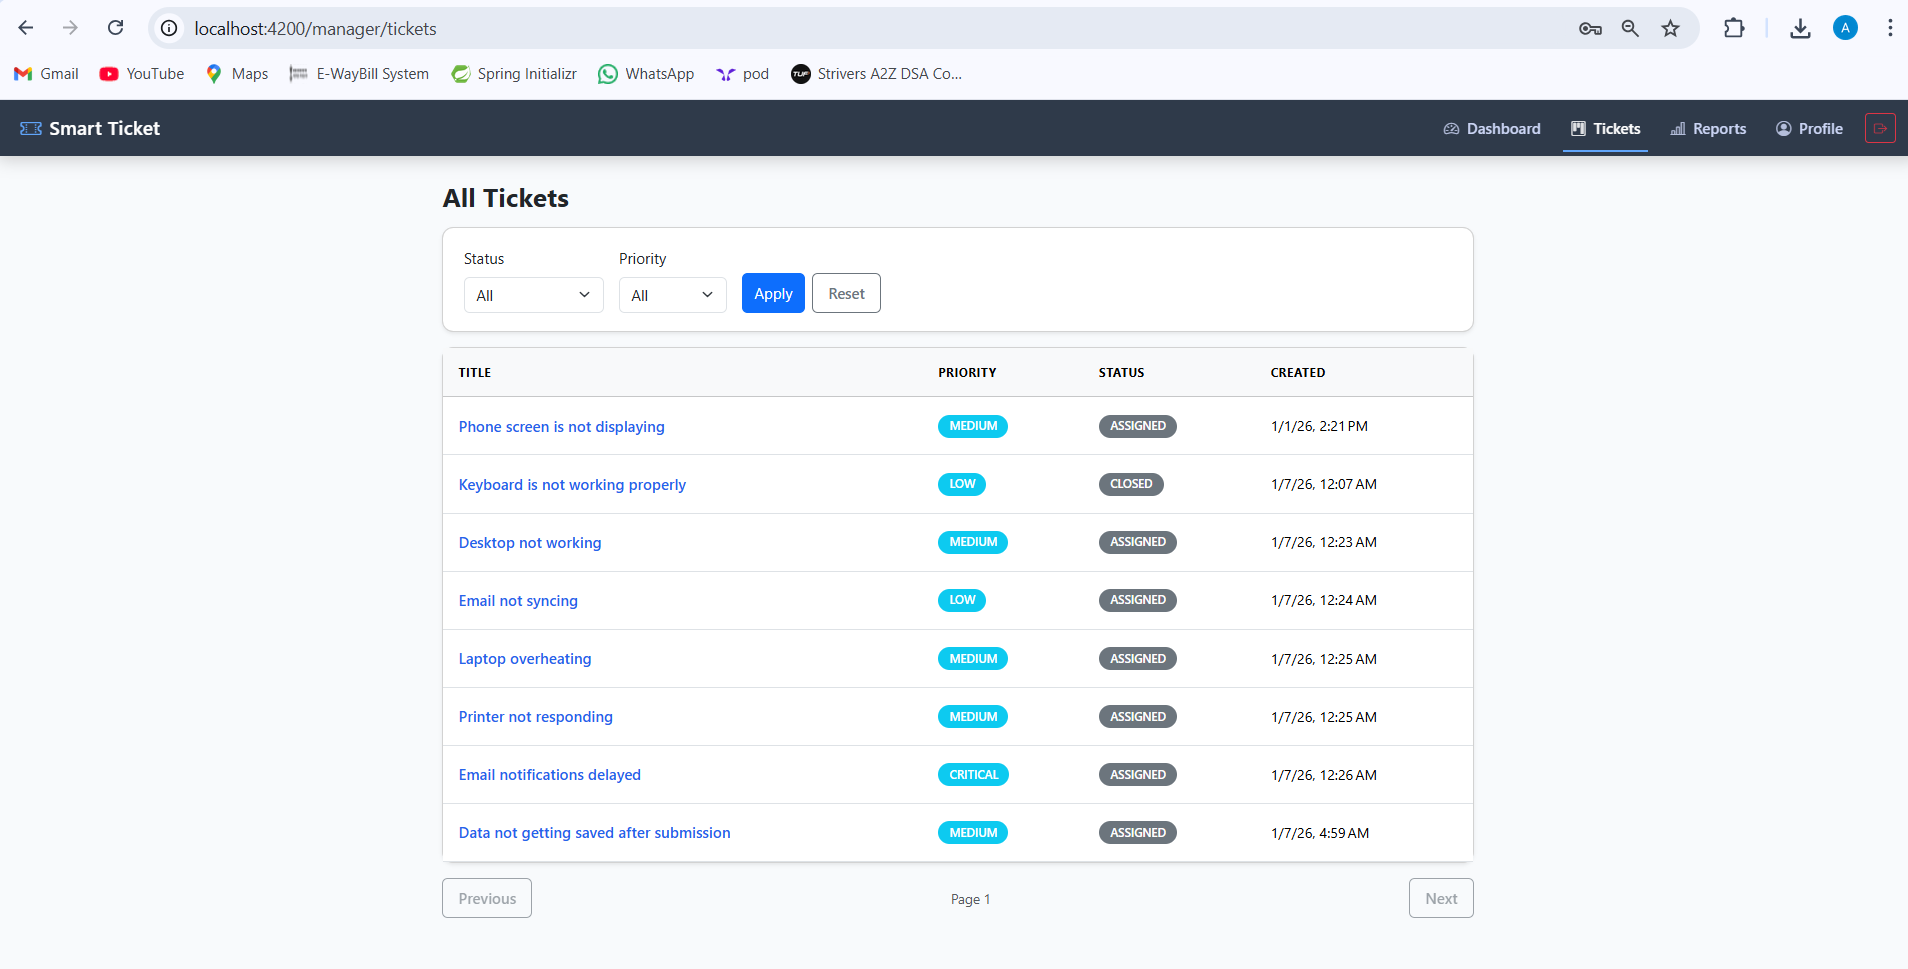 localhost:4200/manager/tickets
A
Gmail YouTube Maps E-WayBill System Spring Initializr WhatsApp pod TUF Strivers A2Z DSA Co...
Smart Ticket Dashboard Tickets Reports Profile
All Tickets
Status Priority
All All Apply Reset
TITLE PRIORITY STATUS CREATED
Phone screen is not displaying MEDIUM ASSIGNED 1/1/26, 2:21 PM
Keyboard is not working properly LOW CLOSED 1/7/26, 12:07 AM
Desktop not working MEDIUM ASSIGNED 1/7/26, 12:23 AM
Email not syncing LOW ASSIGNED 1/7/26, 12:24 AM
Laptop overheating MEDIUM ASSIGNED 1/7/26, 12:25 AM
Printer not responding MEDIUM ASSIGNED 1/7/26, 12:25 AM
Email notifications delayed CRITICAL ASSIGNED 1/7/26, 12:26 AM
Data not getting saved after submission MEDIUM ASSIGNED 1/7/26, 4:59 AM
Previous Page 1 Next